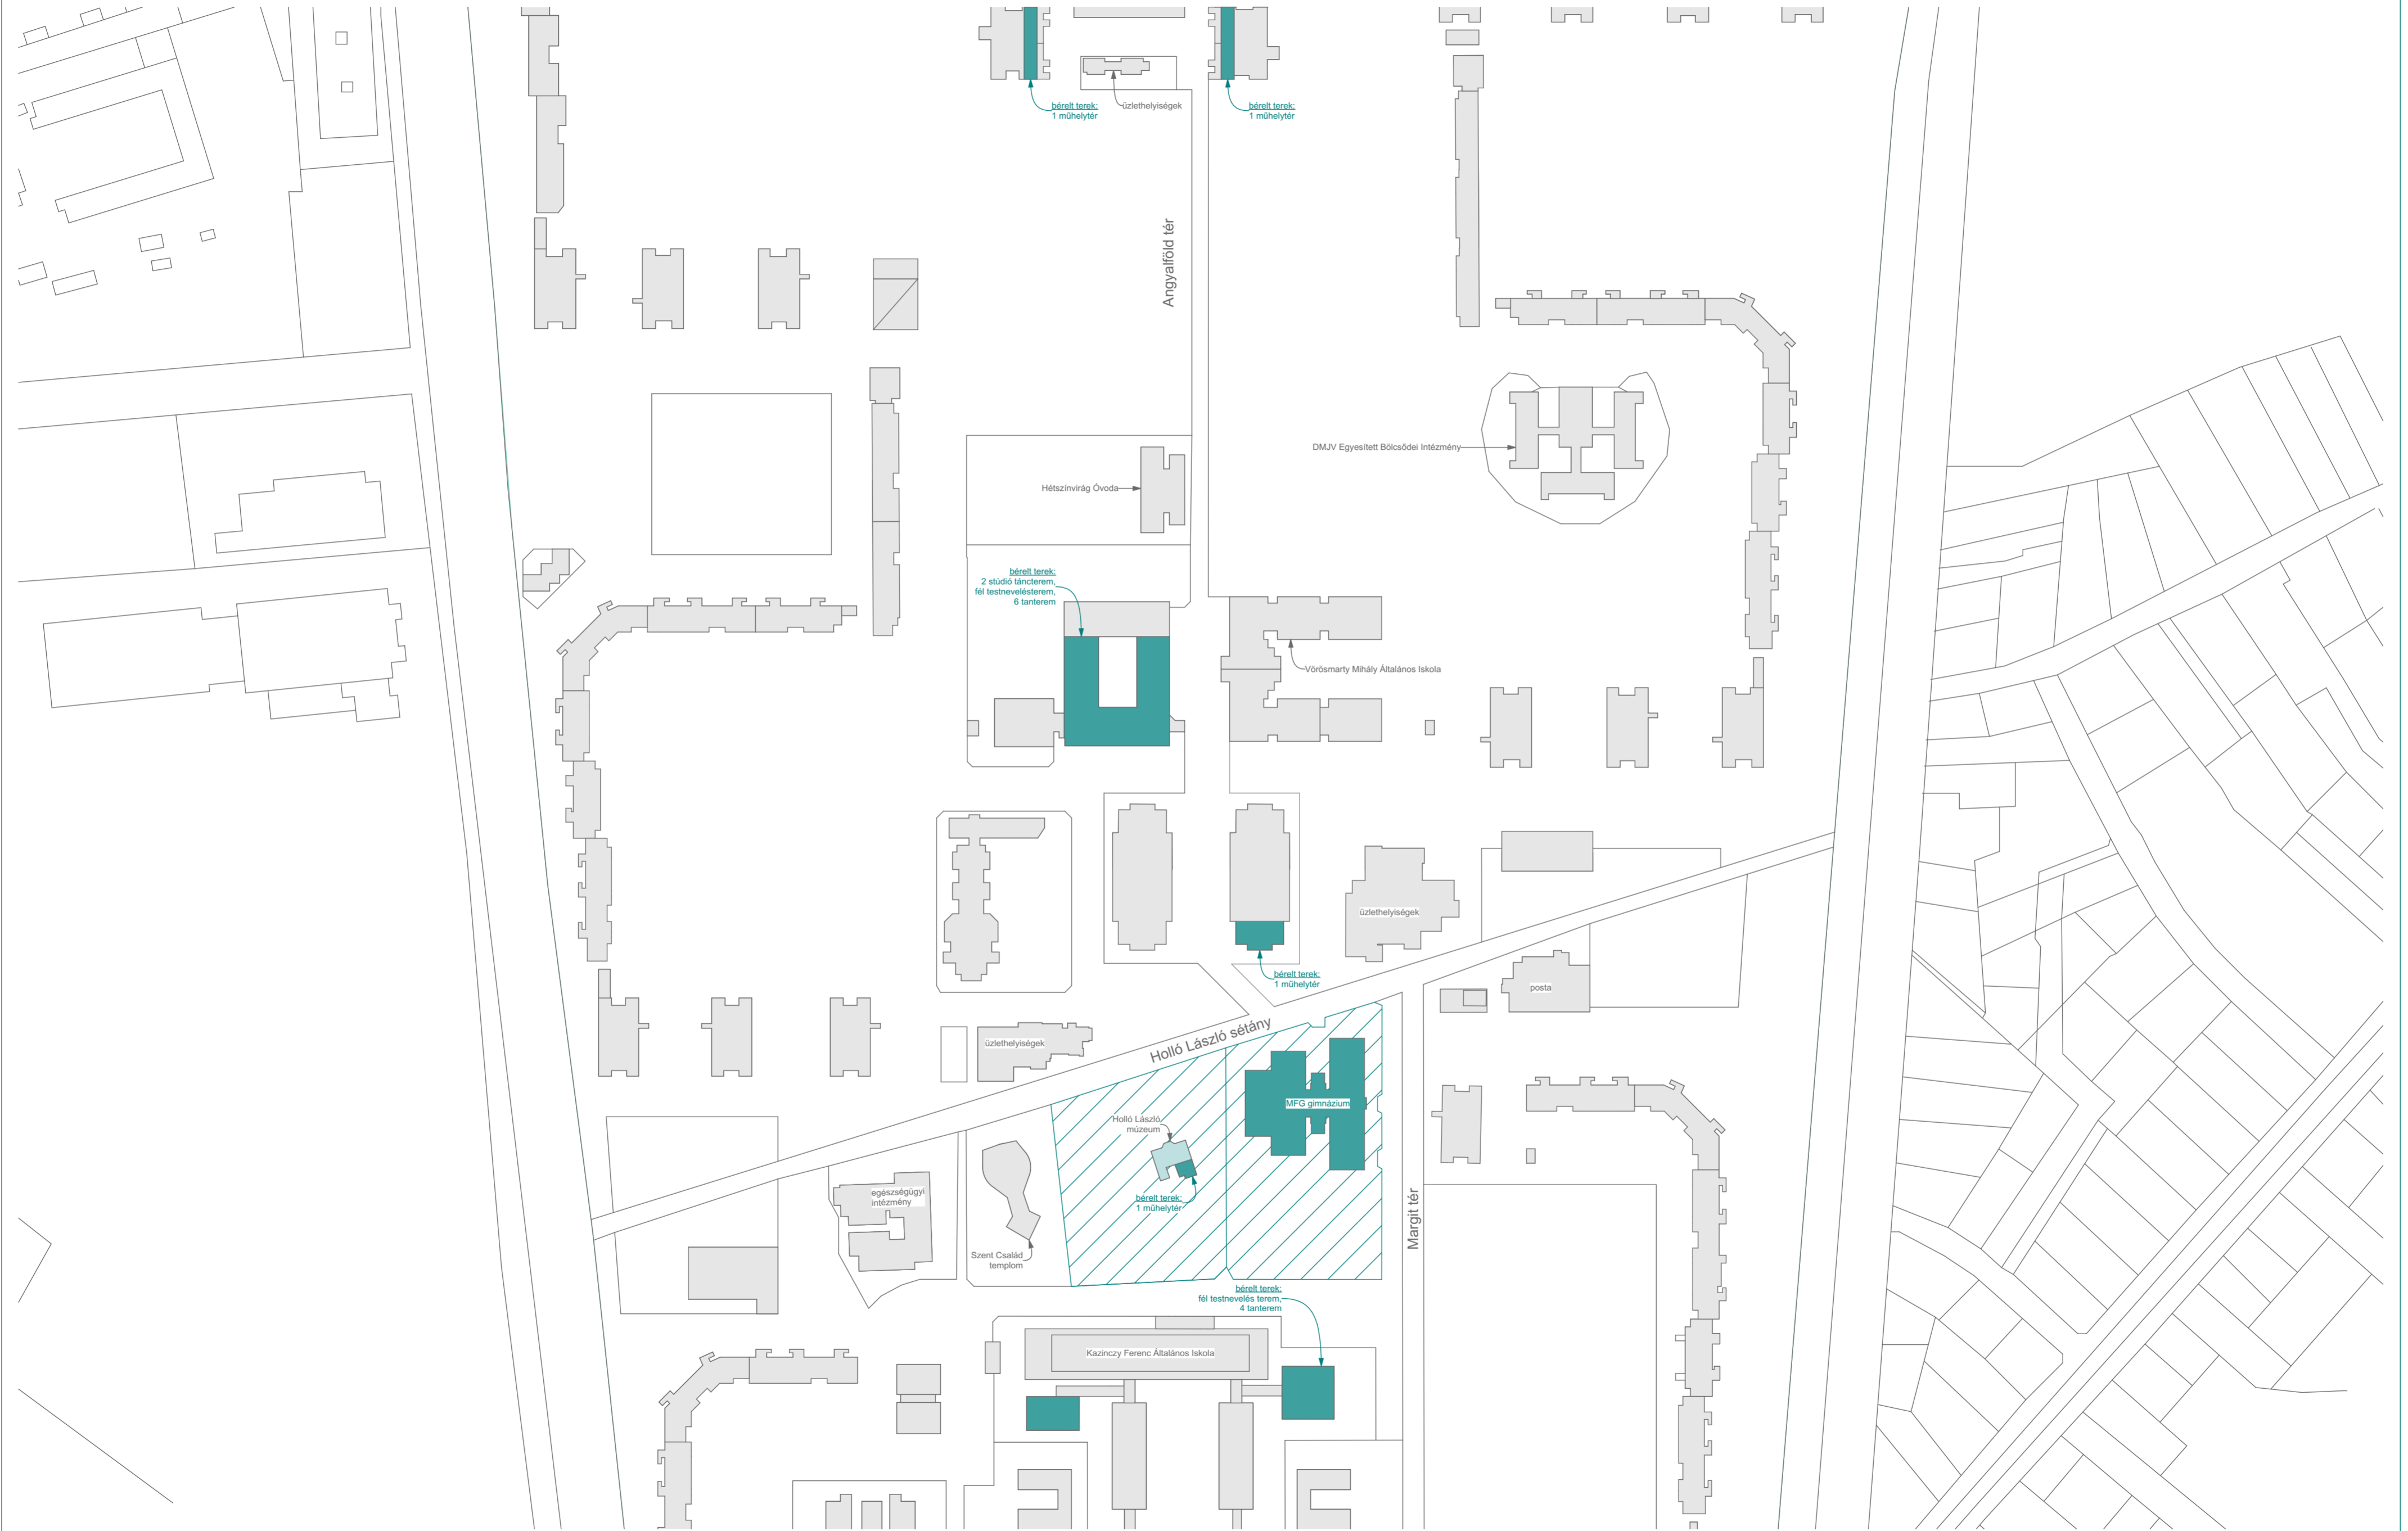 bérelt terek:
1 műhelytér
üzlethelyiségek
bérelt terek:
1 műhelytér
Angyalföld tér
DMJV Egyesített Bölcsődei Intézmény
Hétszínvirág Óvoda
bérelt terek:
2 stúdió táncterem,
fél testnevelésterem,
6 tanterem
Vörösmarty Mihály Általános Iskola
üzlethelyiségek
bérelt terek:
1 műhelytér
posta
üzlethelyiségek
Holló László sétány
MFG gimnázium
Holló László
múzeum
egészségügyi
intézmény
bérelt terek:
1 műhelytér
Margit tér
Szent Család
templom
bérelt terek:
fél testnevelés terem,
4 tanterem
Kazinczy Ferenc Általános Iskola